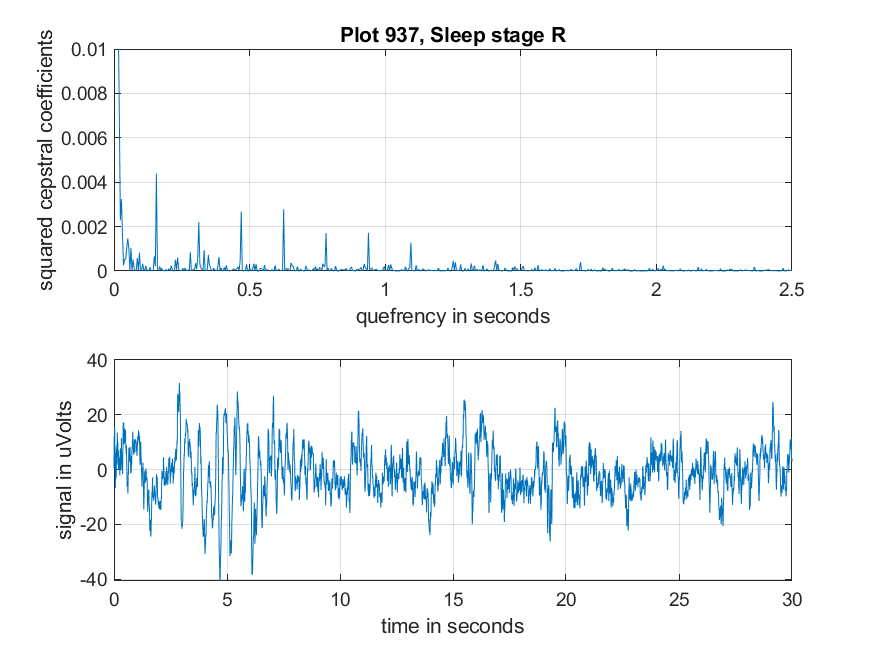 Plot 937, Sleep stage R
squared cepstral coefficients
0.01
0.008
0.006
0.004
0.002
0
0 0.5 1 1.5 2 2.5
quefrency in seconds
signal in uVolts
40
20
0
-20
-40
0 5 10 15 20 25 30
time in seconds